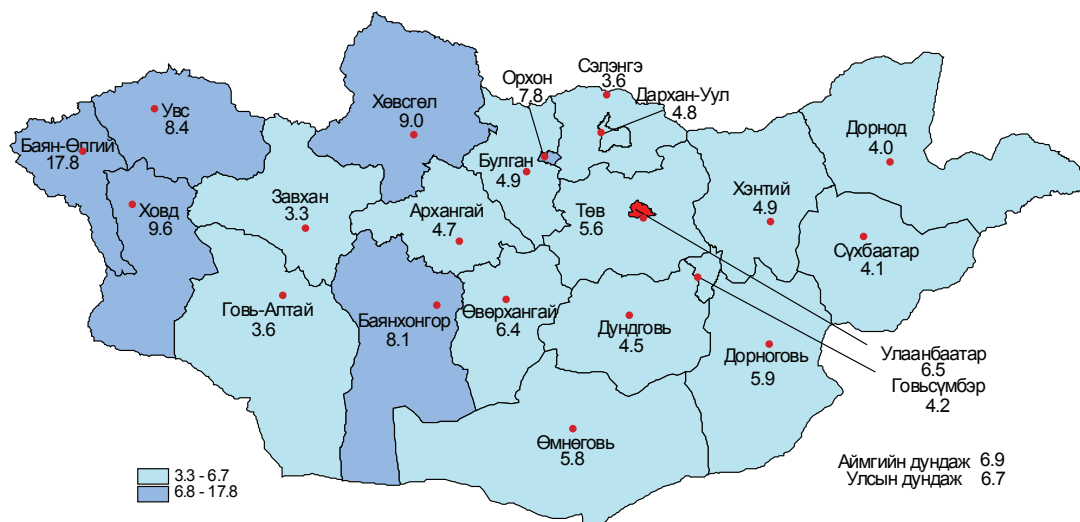 Сэлэнгэ
3.6
Орхон
7.8
Дархан-Уул
4.8
Увс
8.4
Хөвсгөл
9.0
Баян-Өлгий
17.8
Дорнод
4.0
Булган
4.9
Ховд
9.6
Завхан
3.3
Архангай
4.7
Төв
5.6
Хэнтий
4.9
Сүхбаатар
4.1
Говь-Алтай
3.6
Баянхонгор
8.1
Өвөрхангай
6.4
Дундговь
4.5
Дорноговь
5.9
Улаанбаатар
6.5
Говьсүмбэр
4.2
Өмнөговь
5.8
3.3 - 6.7
6.8 - 17.8
Аймгийн дундаж 6.9
Улсын дундаж 6.7